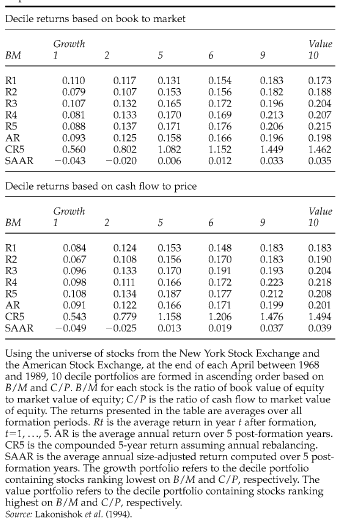 Decile returns based on book to market
Growth Value
BM 1 2 5 6 9 10
R1 0.110 0.117 0.131 0.154 0.183 0.173
R2 0.079 0.107 0.153 0.156 0.182 0.188
R3 0.107 0.132 0.165 0.172 0.196 0.204
R4 0.081 0.133 0.170 0.169 0.213 0.207
R5 0.088 0.137 0.171 0.176 0.206 0.215
AR 0.093 0.125 0.158 0.166 0.196 0.198
CR5 0.560 0.802 1.082 1.152 1.449 1.462
SAAR −0.043 −0.020 0.006 0.012 0.033 0.035
Decile returns based on cash flow to price
Growth Value
BM 1 2 5 6 9 10
R1 0.084 0.124 0.153 0.148 0.183 0.183
R2 0.067 0.108 0.156 0.170 0.183 0.190
R3 0.096 0.133 0.170 0.191 0.193 0.204
R4 0.098 0.111 0.166 0.172 0.223 0.218
R5 0.108 0.134 0.187 0.177 0.212 0.208
AR 0.091 0.122 0.166 0.171 0.199 0.201
CR5 0.543 0.779 1.158 1.206 1.476 1.494
SAAR −0.049 −0.025 0.013 0.019 0.037 0.039
Using the universe of stocks from the New York Stock Exchange and
the American Stock Exchange, at the end of each April between 1968
and 1989, 10 decile portfolios are formed in ascending order based on
B/M and C/P. B/M for each stock is the ratio of book value of equity
to market value of equity; C/P is the ratio of cash flow to market value
of equity. The returns presented in the table are averages over all
formation periods. Rt is the average return in year t after formation,
t=1, ..., 5. AR is the average annual return over 5 post-formation years.
CR5 is the compounded 5-year return assuming annual rebalancing.
SAAR is the average annual size-adjusted return computed over 5 post-
formation years. The growth portfolio refers to the decile portfolio
containing stocks ranking lowest on B/M and C/P, respectively. The
value portfolio refers to the decile portfolio containing stocks ranking
highest on B/M and C/P, respectively.
Source: Lakonishok et al. (1994).